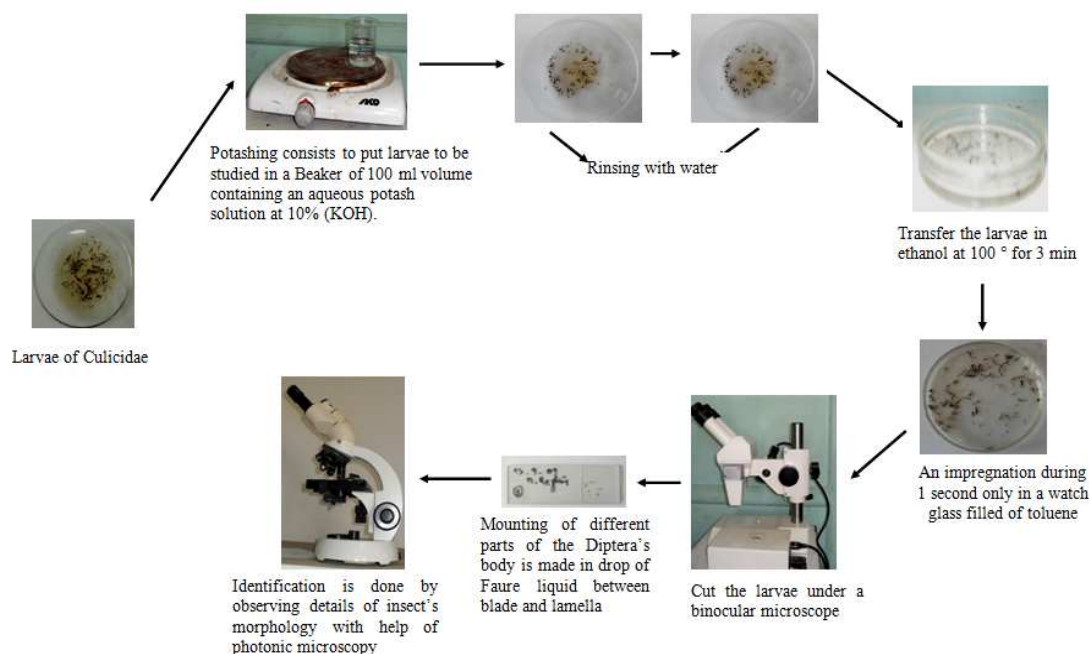 AKO
Potashing consists to put larvae to be
studied in a Beaker of 100 ml volume
containing an aqueous potash
solution at 10% (KOH).
Rinsing with water
Transfer the larvae in
ethanol at 100 ° for 3 min
Larvae of Culicidae
An impregnation during
1 second only in a watch
glass filled of toluene
Cut the larvae under a
binocular microscope
Mounting of different
parts of the Diptera’s
body is made in drop of
Faure liquid between
blade and lamella
Identification is done by
observing details of insect’s
morphology with help of
photonic microscopy